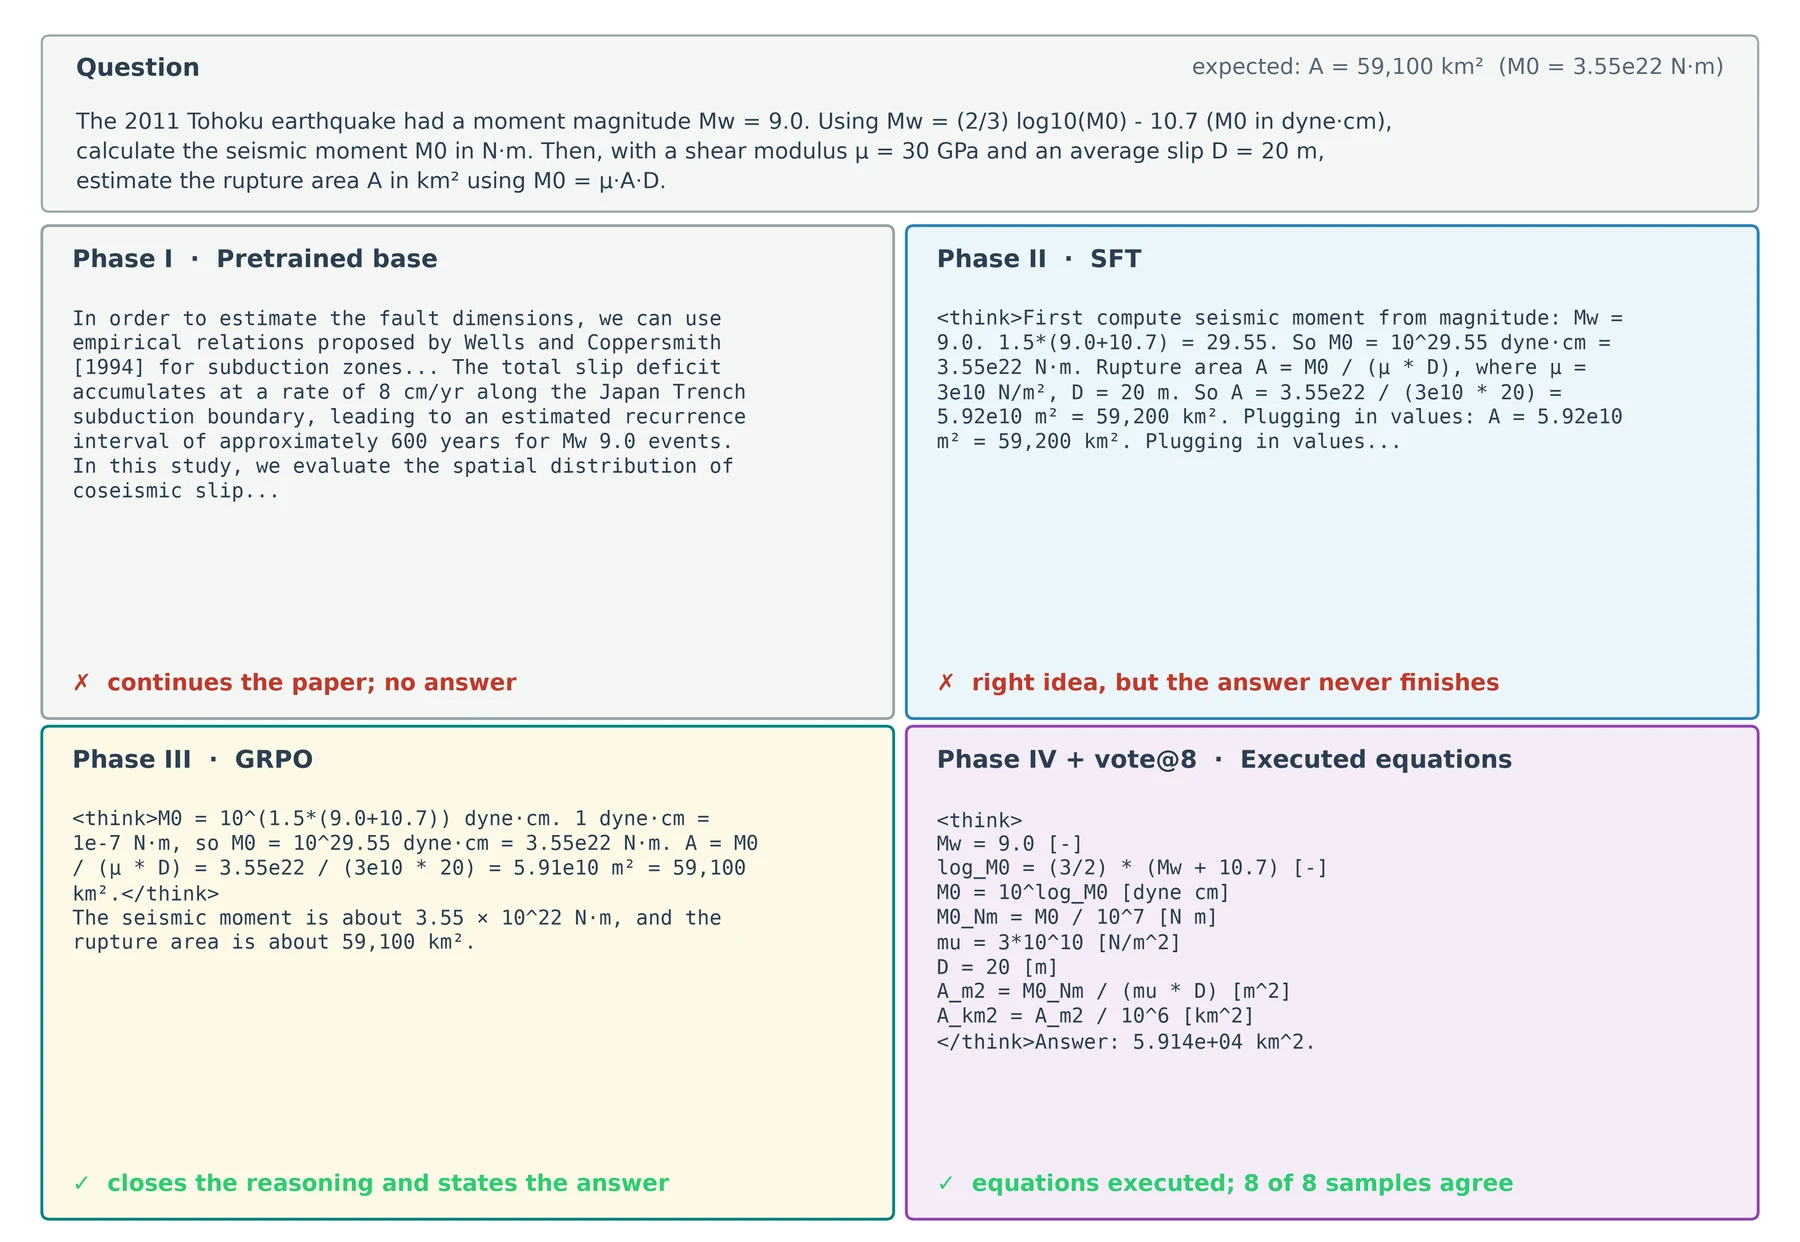 Question
expected: A = 59,100 km² (M0 = 3.55e22 N·m)
The 2011 Tohoku earthquake had a moment magnitude Mw = 9.0. Using Mw = (2/3) log10(M0) - 10.7 (M0 in dyne·cm),
calculate the seismic moment M0 in N·m. Then, with a shear modulus μ = 30 GPa and an average slip D = 20 m,
estimate the rupture area A in km² using M0 = μ·A·D.
Phase I · Pretrained base
In order to estimate the fault dimensions, we can use
empirical relations proposed by Wells and Coppersmith
[1994] for subduction zones... The total slip deficit
accumulates at a rate of 8 cm/yr along the Japan Trench
subduction boundary, leading to an estimated recurrence
interval of approximately 600 years for Mw 9.0 events.
In this study, we evaluate the spatial distribution of
coseismic slip...
✗ continues the paper; no answer
Phase II · SFT
<think>First compute seismic moment from magnitude: Mw =
9.0. 1.5*(9.0+10.7) = 29.55. So M0 = 10^29.55 dyne·cm =
3.55e22 N·m. Rupture area A = M0 / (μ * D), where μ =
3e10 N/m², D = 20 m. So A = 3.55e22 / (3e10 * 20) =
5.92e10 m² = 59,200 km². Plugging in values: A = 5.92e10
m² = 59,200 km². Plugging in values...
✗ right idea, but the answer never finishes
Phase III · GRPO
<think>M0 = 10^(1.5*(9.0+10.7)) dyne·cm. 1 dyne·cm =
1e-7 N·m, so M0 = 10^29.55 dyne·cm = 3.55e22 N·m. A = M0
/ (μ * D) = 3.55e22 / (3e10 * 20) = 5.91e10 m² = 59,100
km².</think>
The seismic moment is about 3.55 × 10^22 N·m, and the
rupture area is about 59,100 km².
✓ closes the reasoning and states the answer
Phase IV + vote@8 · Executed equations
<think>
Mw = 9.0 [-]
log_M0 = (3/2) * (Mw + 10.7) [-]
M0 = 10^log_M0 [dyne cm]
M0_Nm = M0 / 10^7 [N m]
mu = 3*10^10 [N/m^2]
D = 20 [m]
A_m2 = M0_Nm / (mu * D) [m^2]
A_km2 = A_m2 / 10^6 [km^2]
</think>Answer: 5.914e+04 km^2.
✓ equations executed; 8 of 8 samples agree